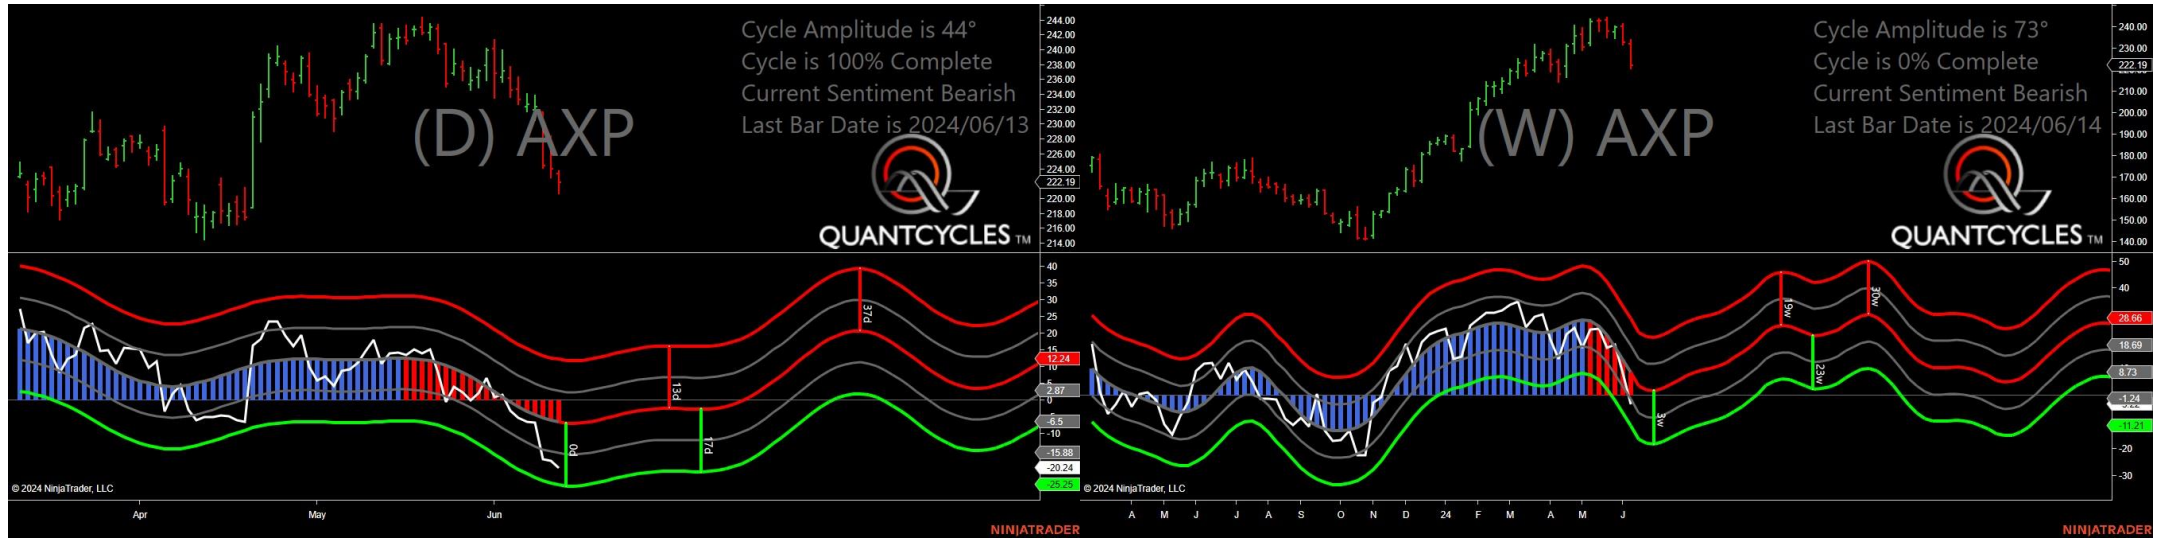 Cycle Amplitude is 44°
Cycle is 100% Complete
Current Sentiment Bearish
Last Bar Date is 2024/06/13
(D) AXP
QUANTCYCLES TM
244.00
242.00
240.00
238.00
236.00
234.00
232.00
230.00
228.00
226.00
224.00
222.19
220.00
218.00
216.00
214.00
40
35
30
25
20
15
12.24
10
5
2.87
0
-6.5
-10
-15.88
-20.24
-25.25
13d
17d
37d
0d
© 2024 NinjaTrader, LLC
Apr
May
Jun
NINJATRADER
Cycle Amplitude is 73°
Cycle is 0% Complete
Current Sentiment Bearish
Last Bar Date is 2024/06/14
(W) AXP
QUANTCYCLES TM
240.00
230.00
222.19
210.00
200.00
190.00
180.00
170.00
160.00
150.00
140.00
50
40
28.66
18.69
8.73
-1.24
-11.21
-20
-30
19w
30w
23w
3w
© 2024 NinjaTrader, LLC
A M J J A S O N D 24 F M A M J
NINJATRADER